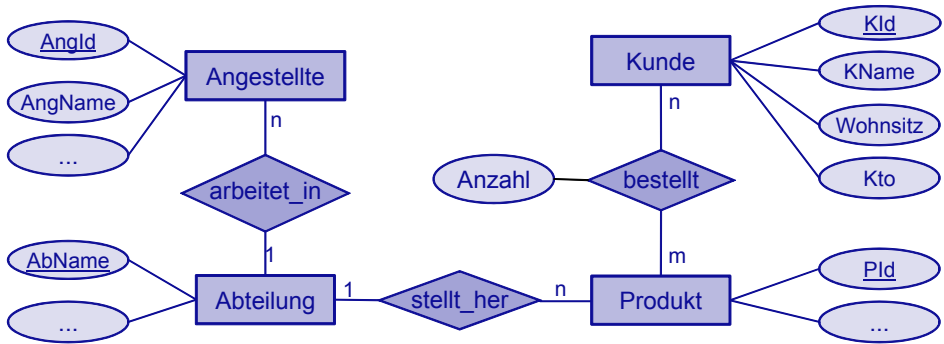 AngId
AngName
...
Angestellte
n
arbeitet_in
1
AbName
...
Abteilung
1
stellt_her
n
Kunde
n
KId
KName
Wohnsitz
Kto
Anzahl
bestellt
m
Produkt
PId
...